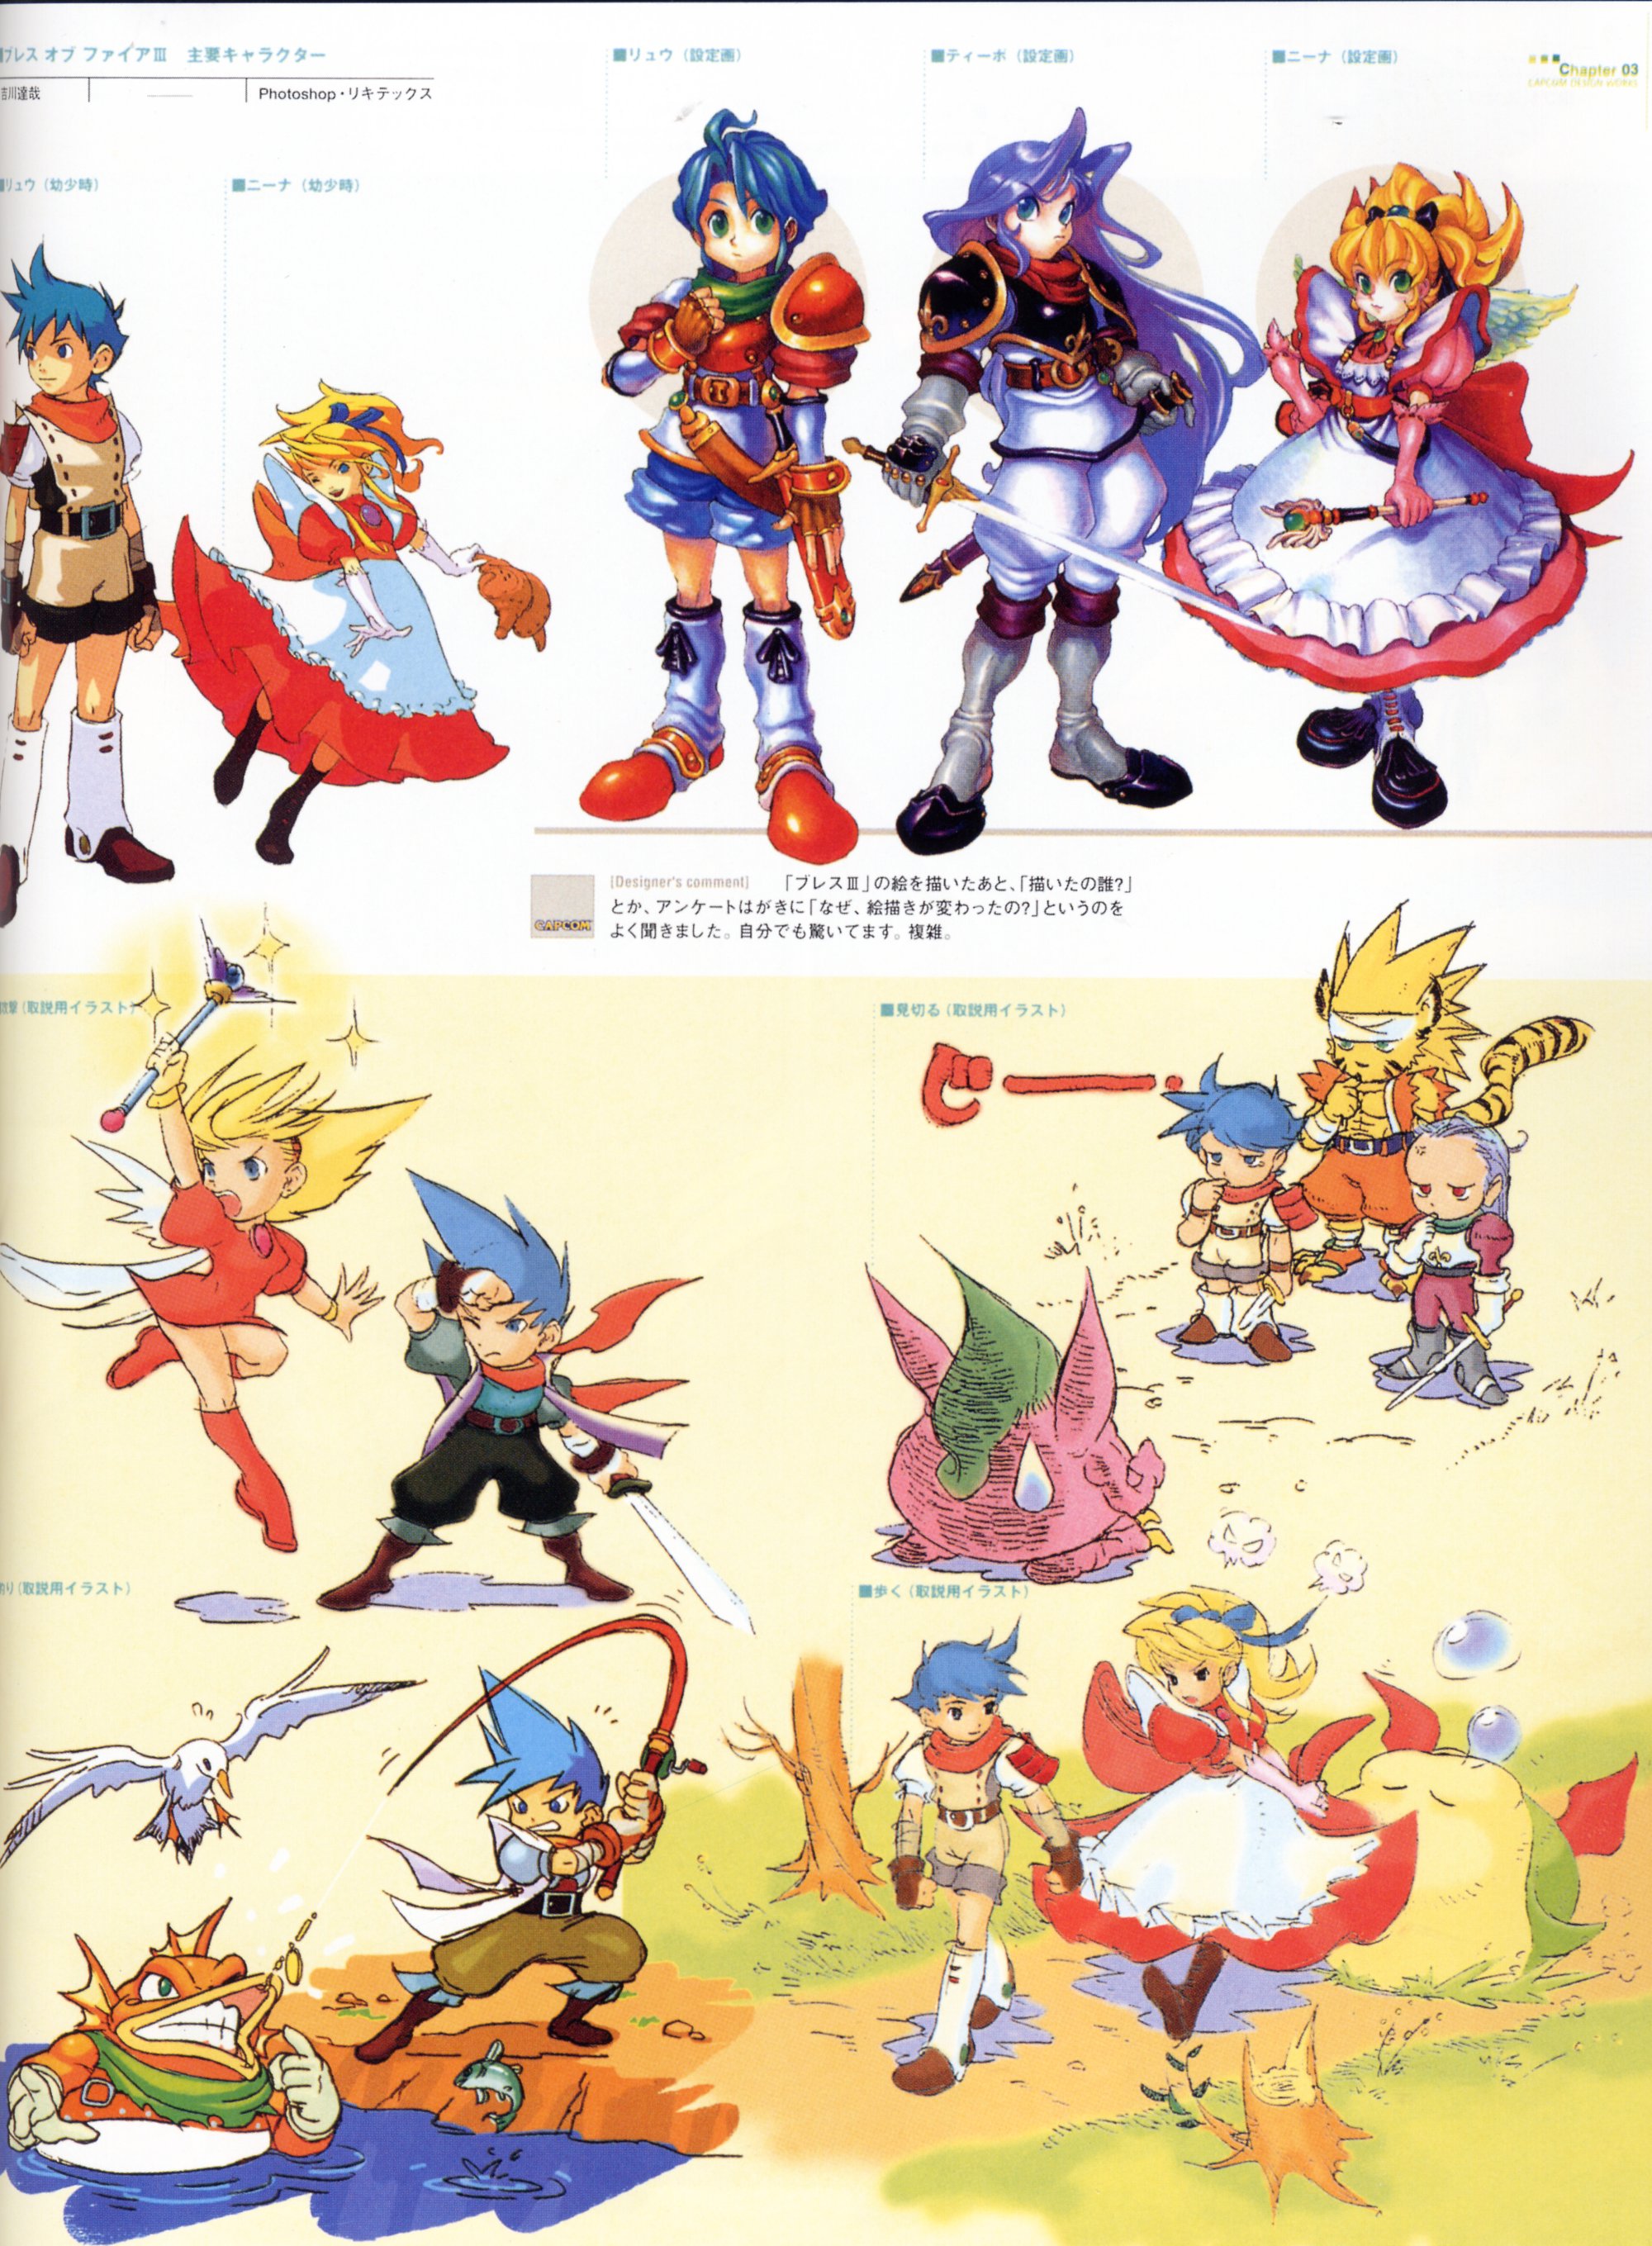 ブレス オブ ファイアⅢ 主要キャラクター
吉川達哉
Photoshop・リキテックス
■リュウ（幼少時）
■ニーナ（幼少時）
■リュウ（設定画）
■ティーポ（設定画）
■ニーナ（設定画）
Chapter 03
CAPCOM DESIGN WORKS
CAPCOM
[Designer's comment] 「ブレスⅢ」の絵を描いたあと、「描いたの誰?」
とか、アンケートはがきに「なぜ、絵描きが変わったの?」というのを
よく聞きました。自分でも驚いてます。複雑。
撃（取説用イラスト）
■見切る（取説用イラスト）
じー.
り（取説用イラスト）
■歩く（取説用イラスト）